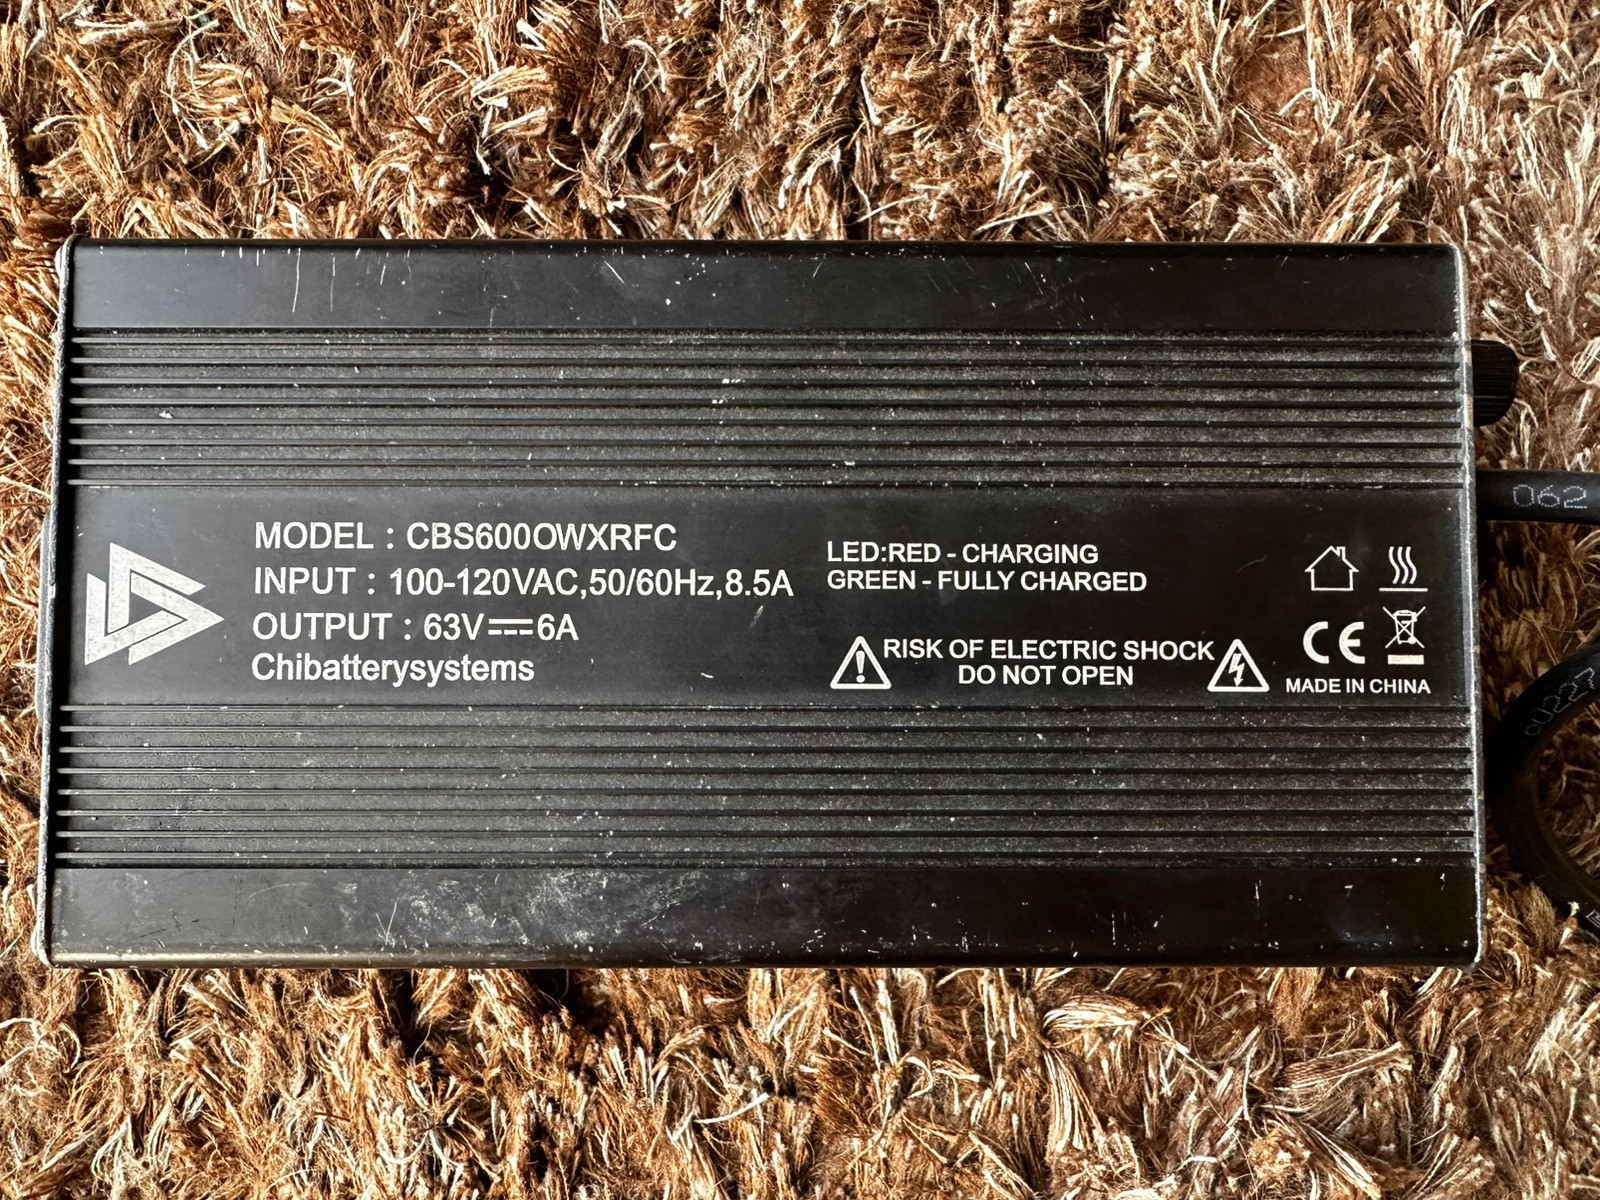 MODEL : CBS600OWXRFC
INPUT : 100-120VAC,50/60Hz,8.5A
OUTPUT : 63V⎓6A
Chibatterysystems
LED:RED - CHARGING
GREEN - FULLY CHARGED
RISK OF ELECTRIC SHOCK
DO NOT OPEN
CE
MADE IN CHINA
062